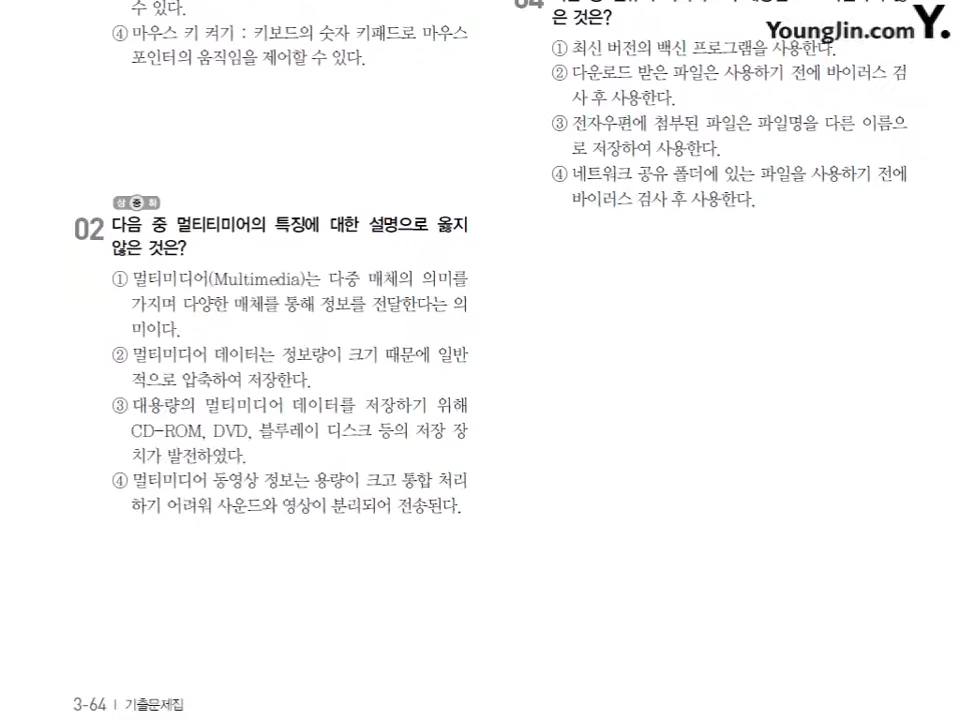 수 있다.
④ 마우스 키 켜기 : 키보드의 숫자 키패드로 마우스
포인터의 움직임을 제어할 수 있다.
상 중 하
02 다음 중 멀티티미어의 특징에 대한 설명으로 옳지
않은 것은?
① 멀티미디어(Multimedia)는 다중 매체의 의미를
가지며 다양한 매체를 통해 정보를 전달한다는 의
미이다.
② 멀티미디어 데이터는 정보량이 크기 때문에 일반
적으로 압축하여 저장한다.
③ 대용량의 멀티미디어 데이터를 저장하기 위해
CD-ROM, DVD, 블루레이 디스크 등의 저장 장
치가 발전하였다.
④ 멀티미디어 동영상 정보는 용량이 크고 통합 처리
하기 어려워 사운드와 영상이 분리되어 전송된다.
04
은 것은?
① 최신 버전의 백신 프로그램을 사용한다.
② 다운로드 받은 파일은 사용하기 전에 바이러스 검
사 후 사용한다.
③ 전자우편에 첨부된 파일은 파일명을 다른 이름으
로 저장하여 사용한다.
④ 네트워크 공유 폴더에 있는 파일을 사용하기 전에
바이러스 검사 후 사용한다.
YoungJin.com Y.
3-64 | 기출문제집